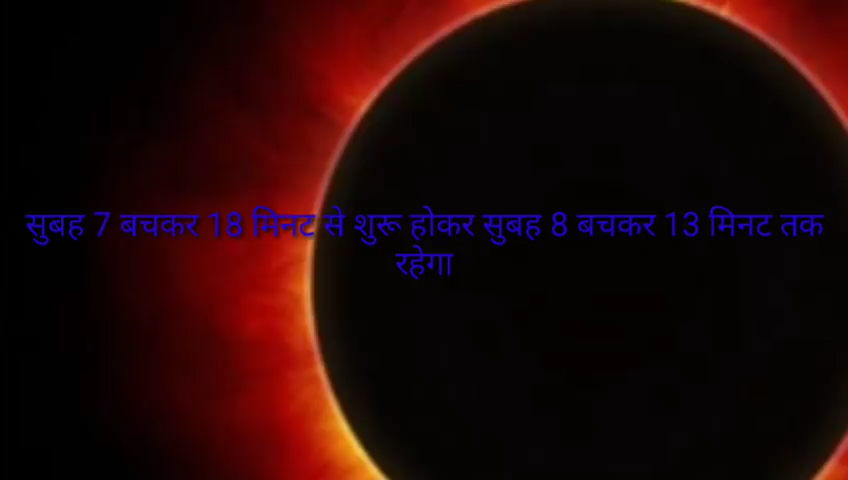 सुबह 7 बचकर 18 मिनट से शुरू होकर सुबह 8 बचकर 13 मिनट तक
रहेगा